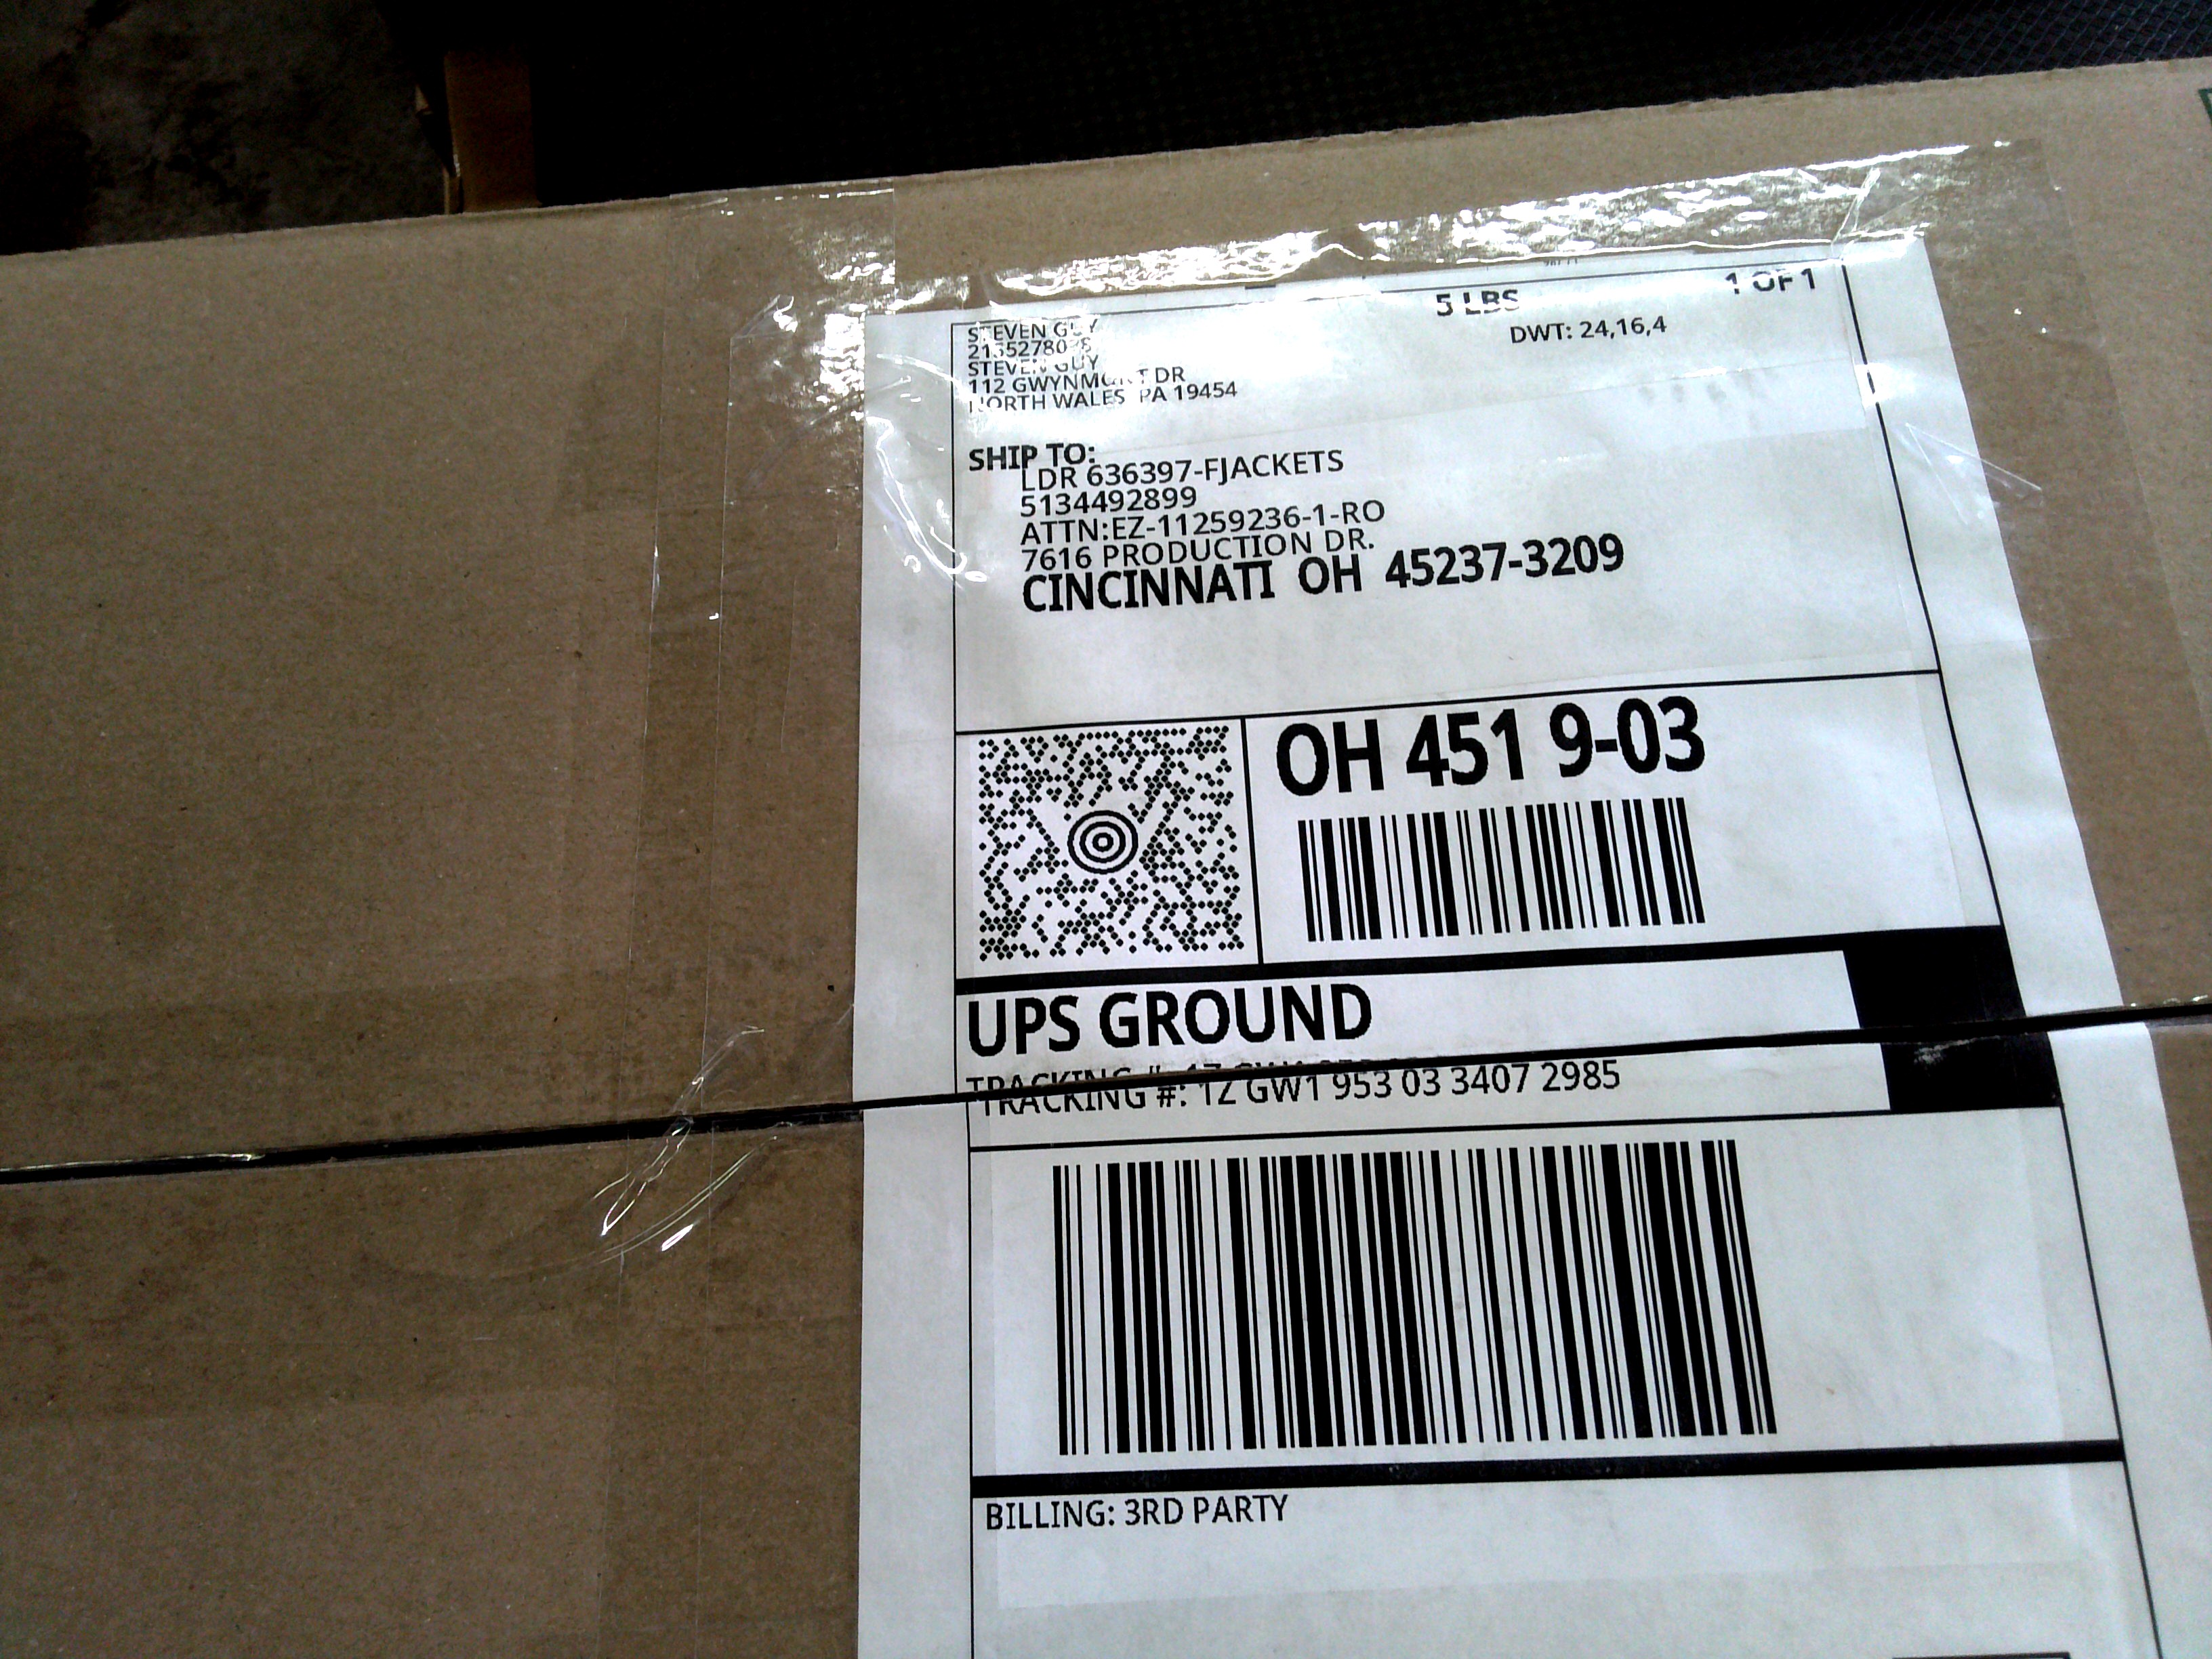 5 LBS
1 OF 1
DWT: 24,16,4
STEVEN GUY
STEVEN GUY
112 DR
NORTH WALES PA 19454
SHIP TO:
LDR 636397-FJACKETS
5134492899
ATTN:EZ-11259236-1-RO
7616 PRODUCTION DR.
CINCINNATI OH 45237-3209
OH 451 9-03
UPS GROUND
TRACKING #: 1Z GW1 953 03 3407 2985
BILLING: 3RD PARTY